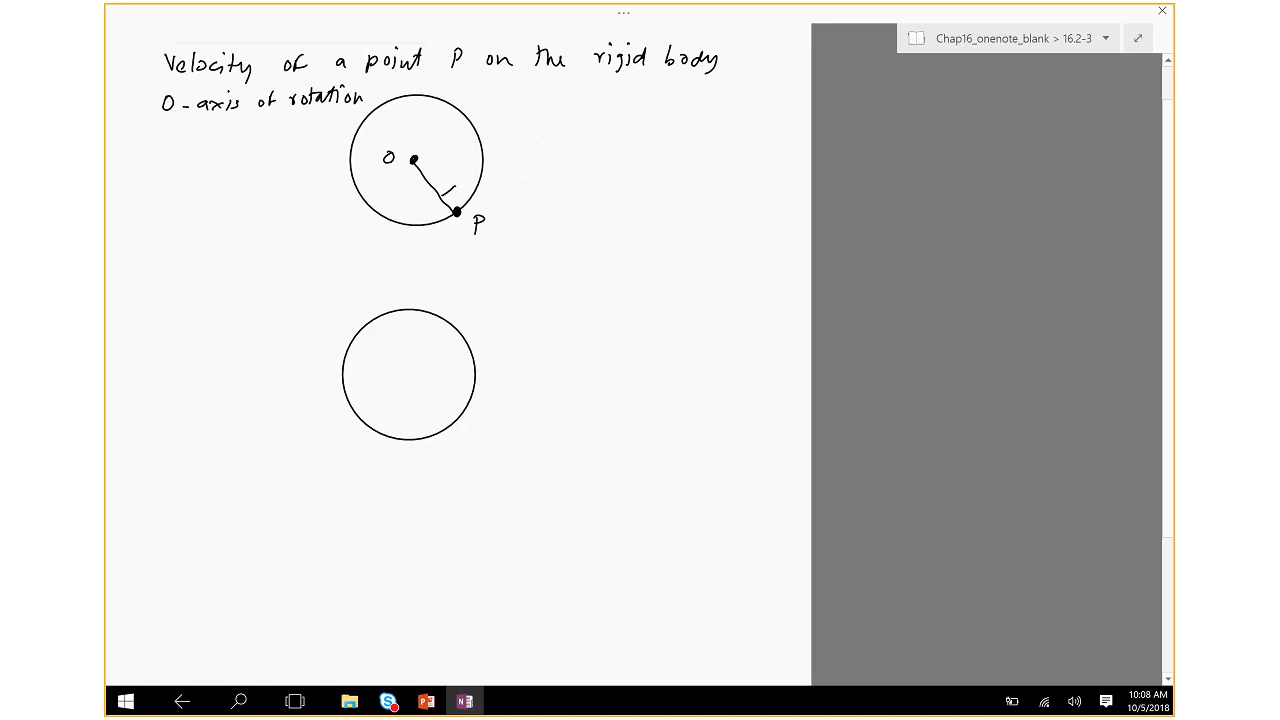 Chap16_onenote_blank > 16.2-3
Velocity of a point P on the rigid body
O - axis of rotation
O
P
10:08 AM
10/5/2018